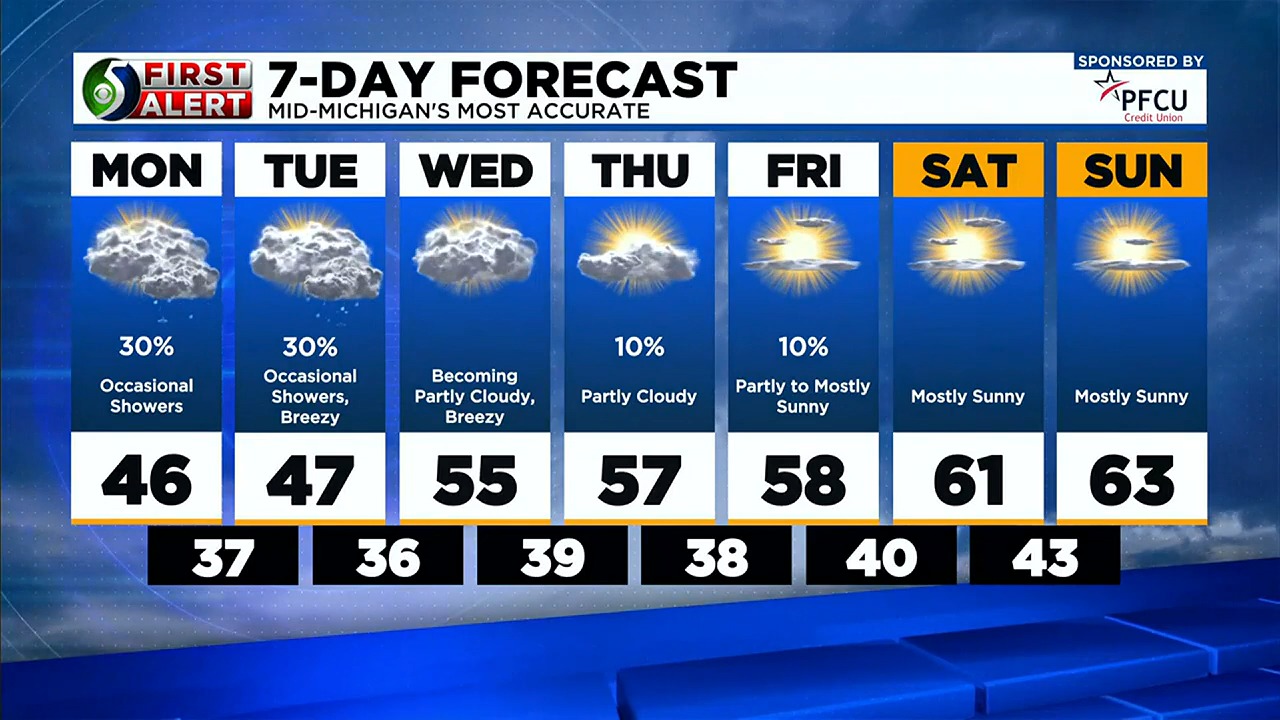 5 FIRST ALERT
7-DAY FORECAST
MID-MICHIGAN'S MOST ACCURATE
SPONSORED BY
PFCU
Credit Union
MON
TUE
WED
THU
FRI
SAT
SUN
30%
Occasional
Showers
30%
Occasional
Showers,
Breezy
Becoming
Partly Cloudy,
Breezy
10%
Partly Cloudy
10%
Partly to Mostly
Sunny
Mostly Sunny
Mostly Sunny
46
47
55
57
58
61
63
37
36
39
38
40
43